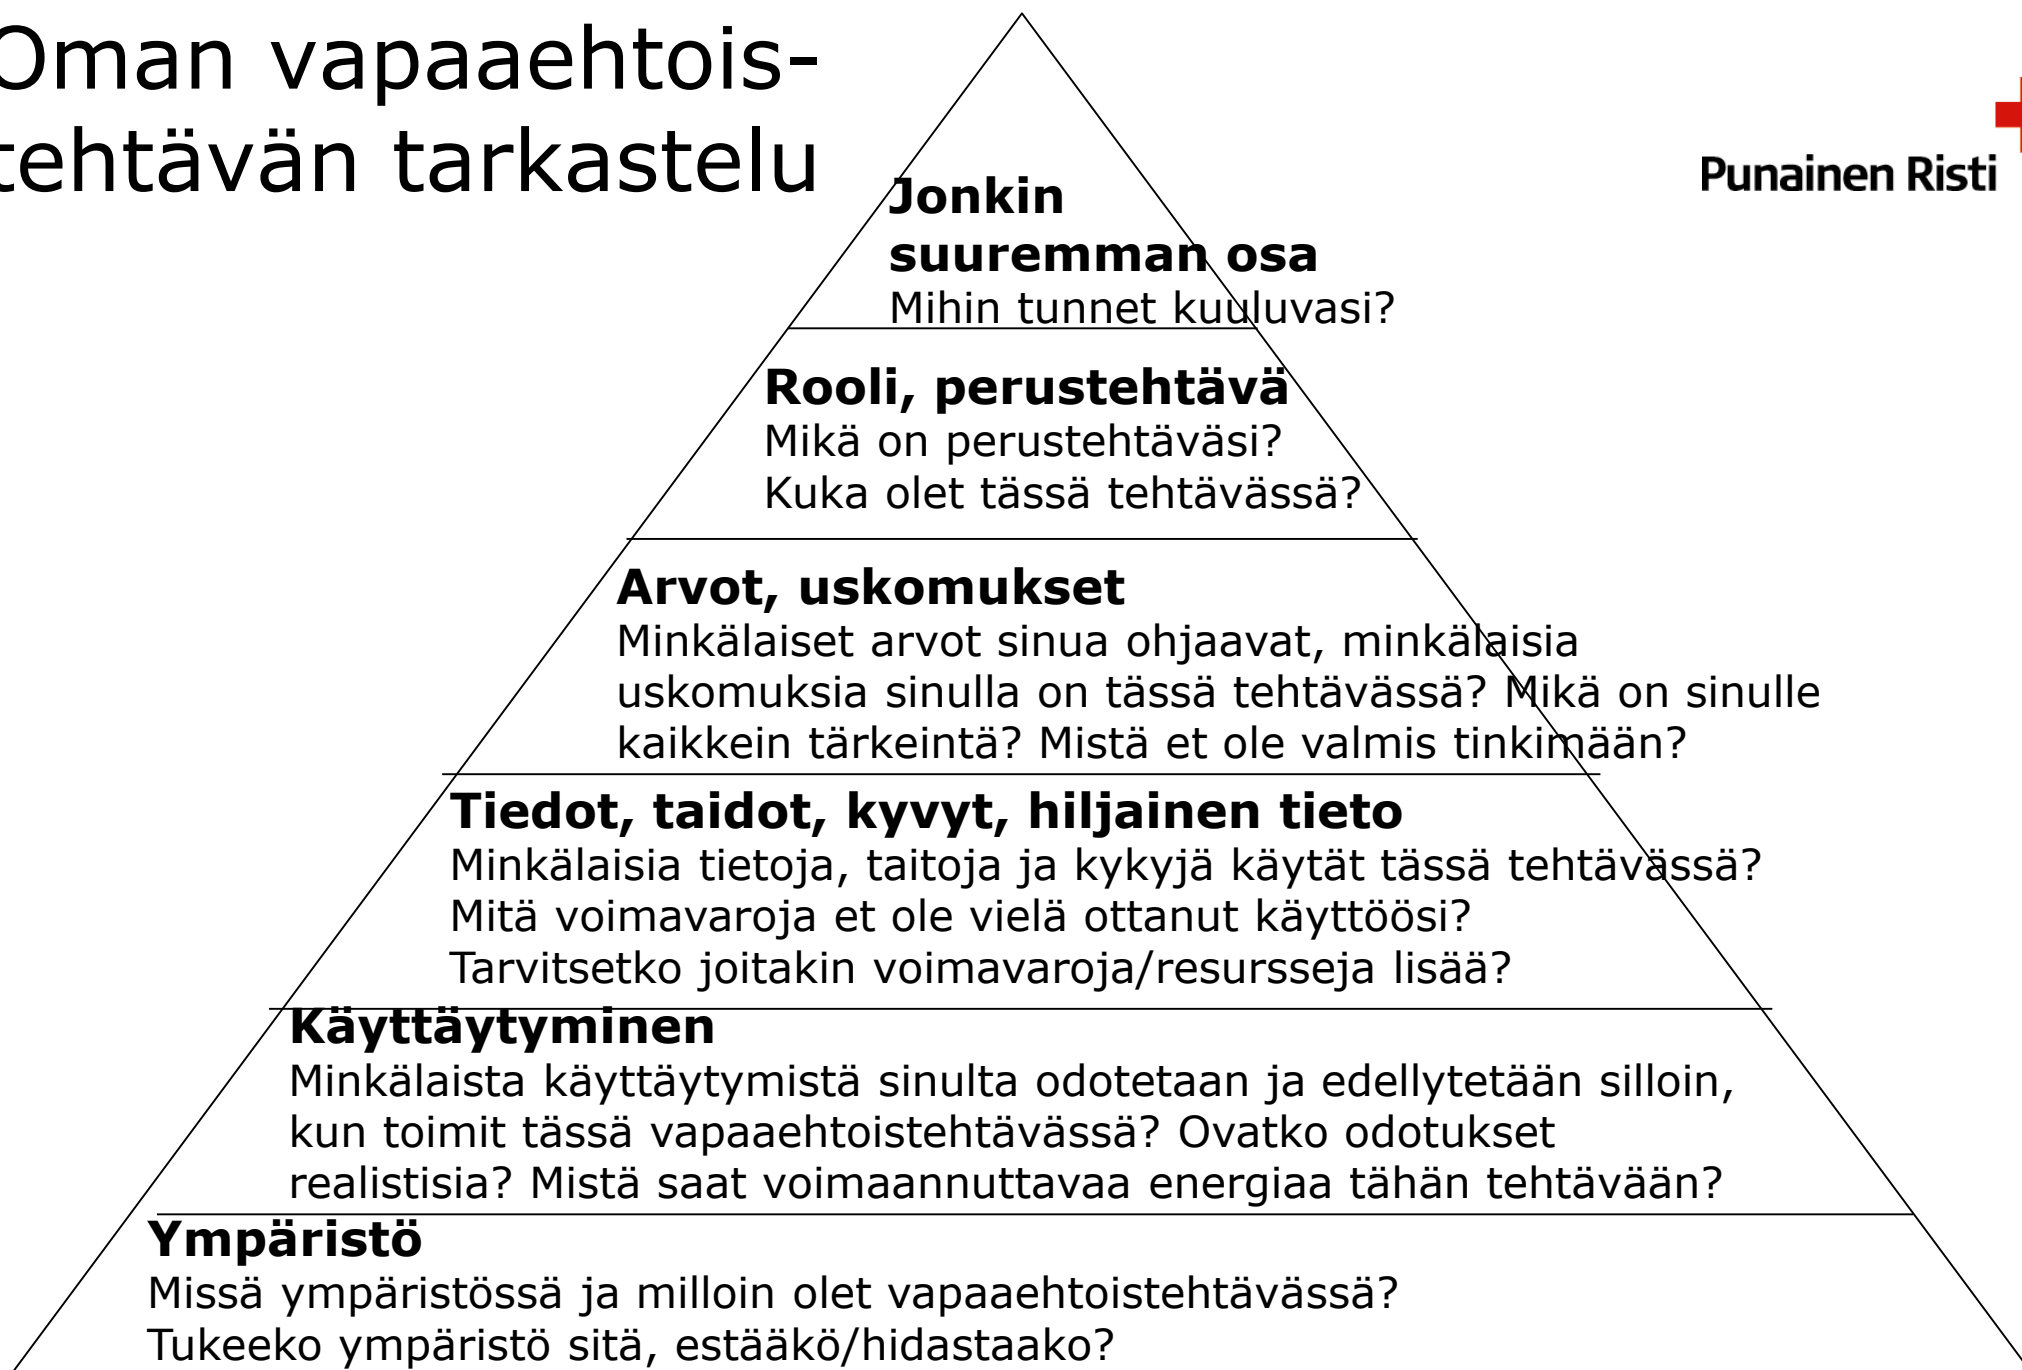 Oman vapaaehtois-
tehtävän tarkastelu
Punainen Risti
Jonkin
suuremman osa
Mihin tunnet kuuluvasi?
Rooli, perustehtävä
Mikä on perustehtäväsi?
Kuka olet tässä tehtävässä?
Arvot, uskomukset
Minkälaiset arvot sinua ohjaavat, minkälaisia
uskomuksia sinulla on tässä tehtävässä? Mikä on sinulle
kaikkein tärkeintä? Mistä et ole valmis tinkimään?
Tiedot, taidot, kyvyt, hiljainen tieto
Minkälaisia tietoja, taitoja ja kykyjä käytät tässä tehtävässä?
Mitä voimavaroja et ole vielä ottanut käyttöösi?
Tarvitsetko joitakin voimavaroja/resursseja lisää?
Käyttäytyminen
Minkälaista käyttäytymistä sinulta odotetaan ja edellytetään silloin,
kun toimit tässä vapaaehtoistehtävässä? Ovatko odotukset
realistisia? Mistä saat voimaannuttavaa energiaa tähän tehtävään?
Ympäristö
Missä ympäristössä ja milloin olet vapaaehtoistehtävässä?
Tukeeko ympäristö sitä, estääkö/hidastaako?